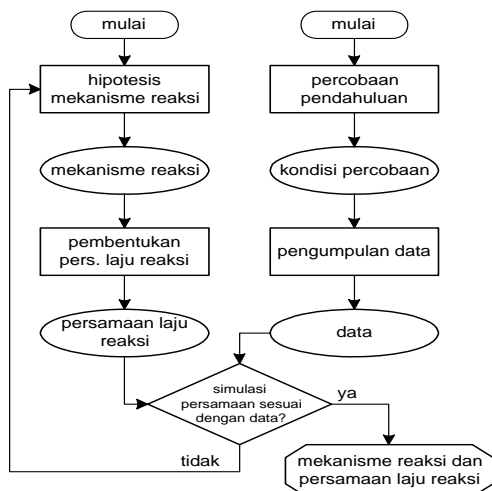 mulai
hipotesis
mekanisme reaksi
mekanisme reaksi
pembentukan
pers. laju reaksi
persamaan laju
reaksi
mulai
percobaan
pendahuluan
kondisi percobaan
pengumpulan data
data
simulasi
persamaan sesuai
dengan data?
ya
tidak
mekanisme reaksi dan
persamaan laju reaksi